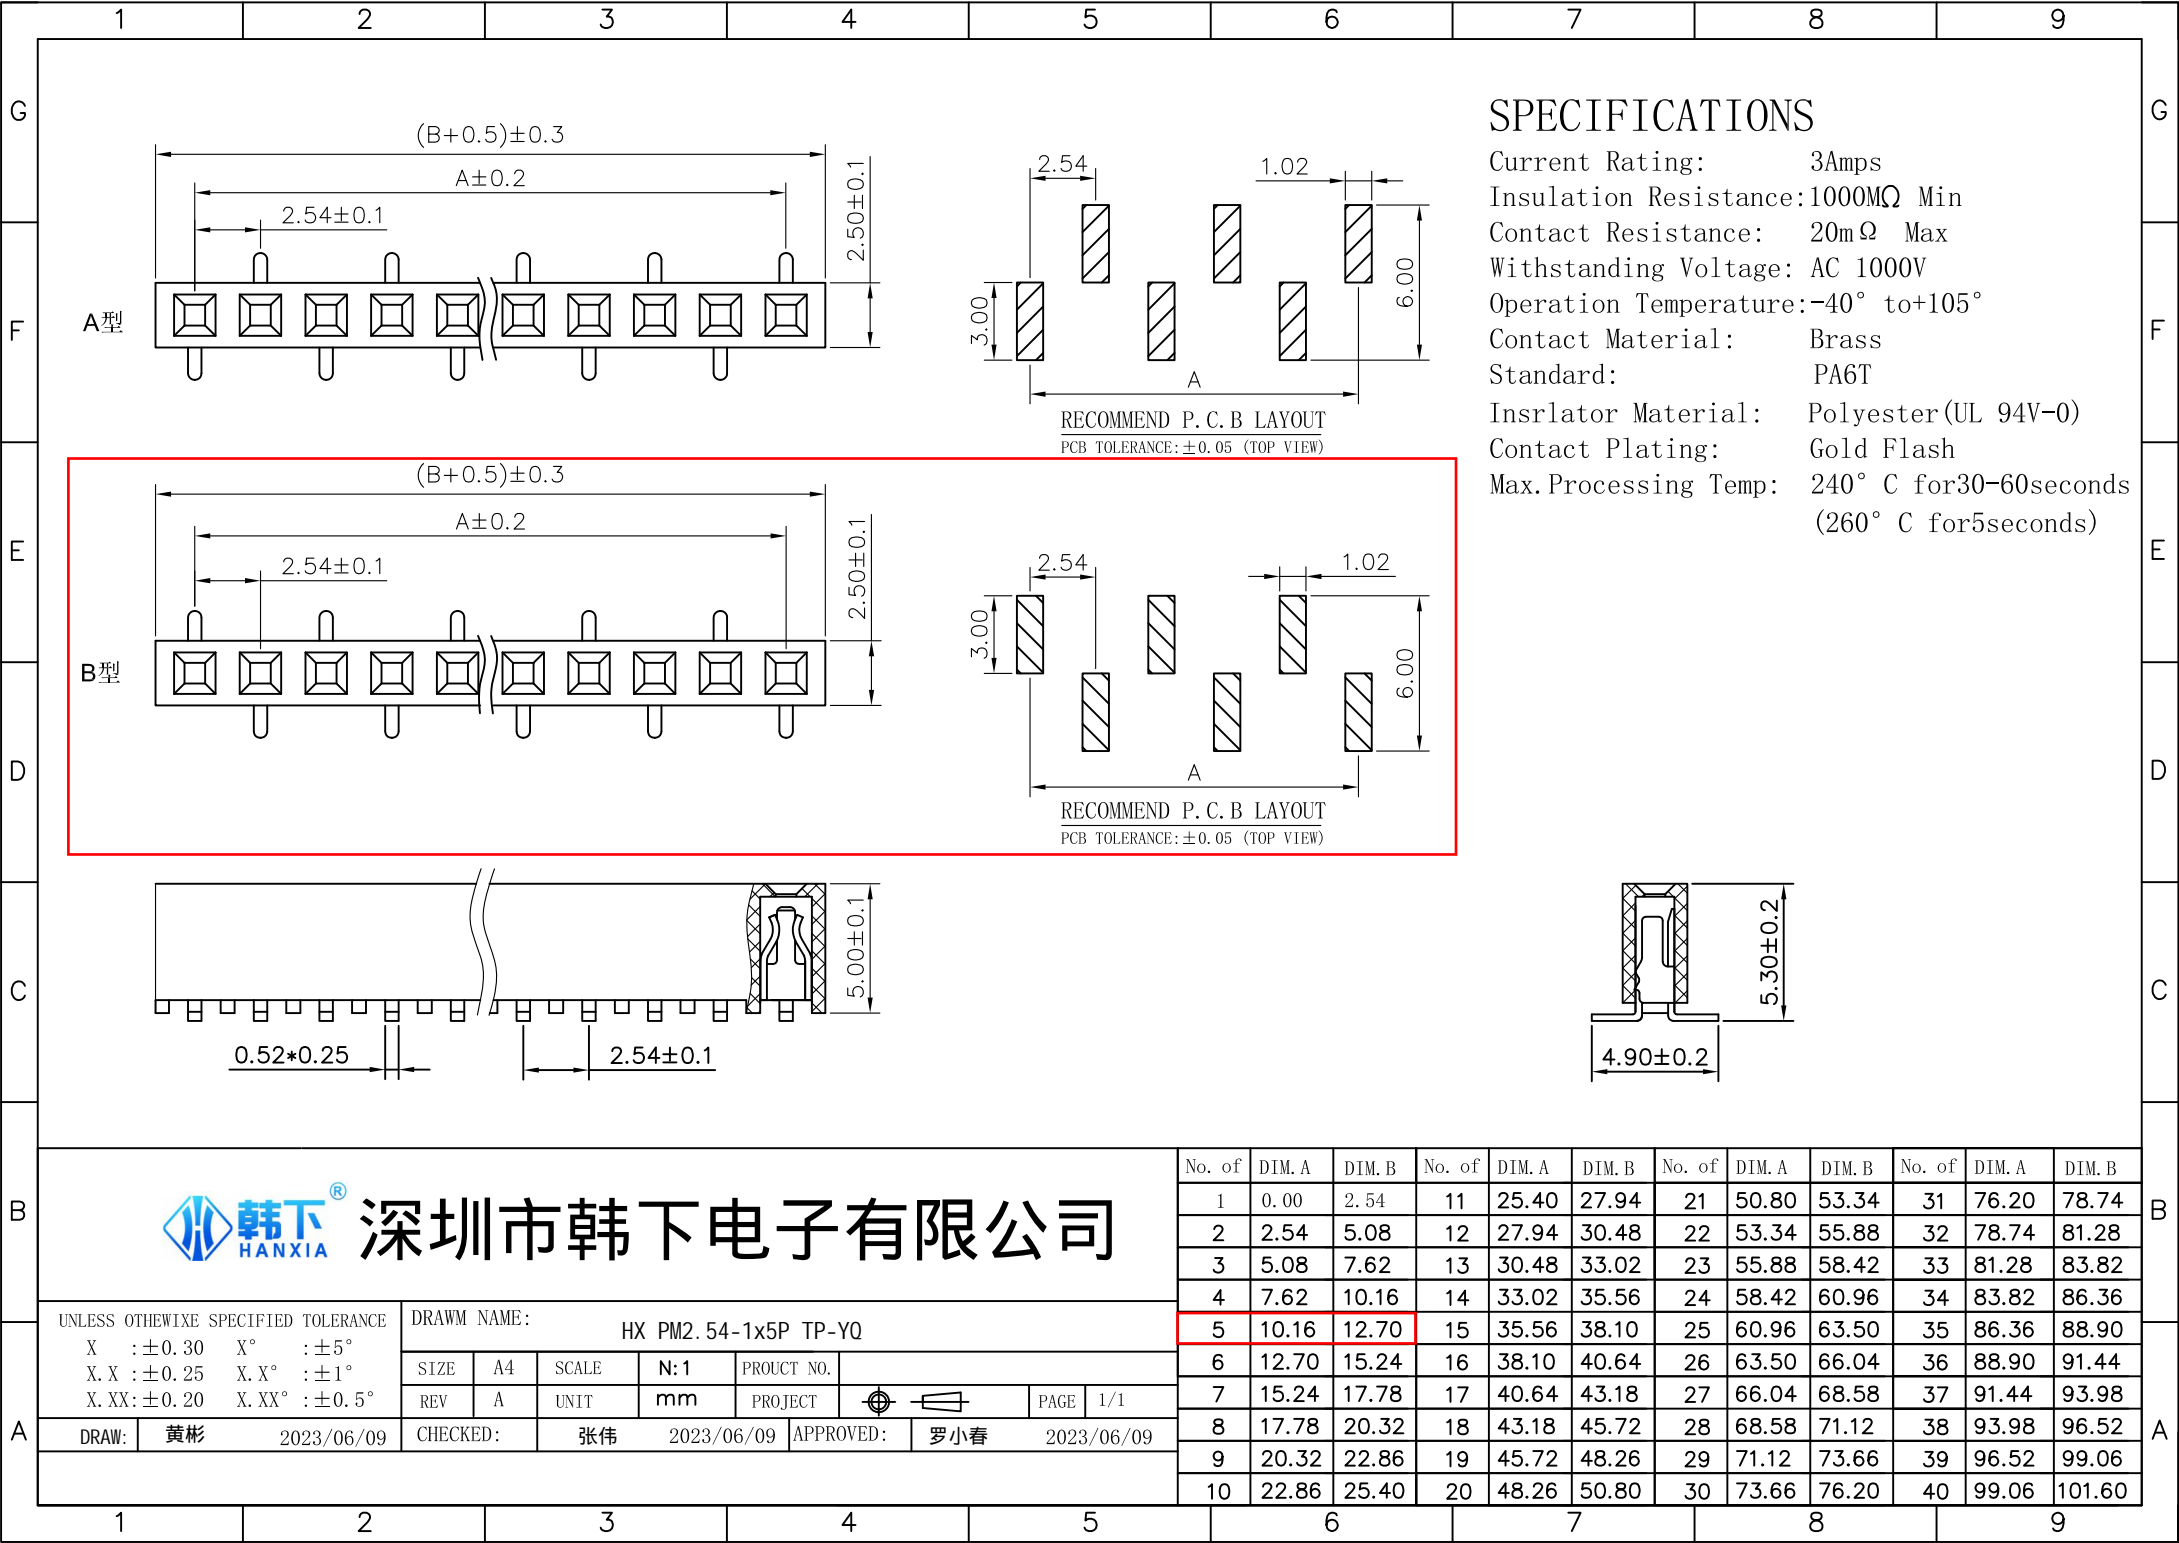 1 2 3 4 5 6 7 8 9
G G
F F
E E
D D
C C
B B
A A
(B+0.5)±0.3
A±0.2
2.54±0.1
2.50±0.1
A型
2.54
1.02
3.00
6.00
A
RECOMMEND P.C.B LAYOUT
PCB TOLERANCE:±0.05 (TOP VIEW)
SPECIFICATIONS
Current Rating: 3Amps
Insulation Resistance:1000MΩ Min
Contact Resistance: 20mΩ Max
Withstanding Voltage: AC 1000V
Operation Temperature:-40° to+105°
Contact Material: Brass
Standard: PA6T
Insrlator Material: Polyester(UL 94V-0)
Contact Plating: Gold Flash
Max.Processing Temp: 240°C for30-60seconds
(260°C for5seconds)
(B+0.5)±0.3
A±0.2
2.54±0.1
2.50±0.1
B型
2.54
1.02
3.00
6.00
A
RECOMMEND P.C.B LAYOUT
PCB TOLERANCE:±0.05 (TOP VIEW)
5.00±0.1
0.52*0.25
2.54±0.1
5.30±0.2
4.90±0.2
韩下®
HANXIA
深圳市韩下电子有限公司
UNLESS OTHEWIXE SPECIFIED TOLERANCE
X :±0.30 X° :±5°
X.X :±0.25 X.X° :±1°
X.XX:±0.20 X.XX° :±0.5°
DRAWM NAME:
HX PM2.54-1x5P TP-YQ
SIZE A4 SCALE N:1 PROUCT NO.
REV A UNIT mm PROJECT PAGE 1/1
DRAW: 黄彬 2023/06/09 CHECKED: 张伟 2023/06/09 APPROVED: 罗小春 2023/06/09
No. of DIM.A DIM.B No. of DIM.A DIM.B No. of DIM.A DIM.B No. of DIM.A DIM.B
1 0.00 2.54 11 25.40 27.94 21 50.80 53.34 31 76.20 78.74
2 2.54 5.08 12 27.94 30.48 22 53.34 55.88 32 78.74 81.28
3 5.08 7.62 13 30.48 33.02 23 55.88 58.42 33 81.28 83.82
4 7.62 10.16 14 33.02 35.56 24 58.42 60.96 34 83.82 86.36
5 10.16 12.70 15 35.56 38.10 25 60.96 63.50 35 86.36 88.90
6 12.70 15.24 16 38.10 40.64 26 63.50 66.04 36 88.90 91.44
7 15.24 17.78 17 40.64 43.18 27 66.04 68.58 37 91.44 93.98
8 17.78 20.32 18 43.18 45.72 28 68.58 71.12 38 93.98 96.52
9 20.32 22.86 19 45.72 48.26 29 71.12 73.66 39 96.52 99.06
10 22.86 25.40 20 48.26 50.80 30 73.66 76.20 40 99.06 101.60
1 2 3 4 5 6 7 8 9